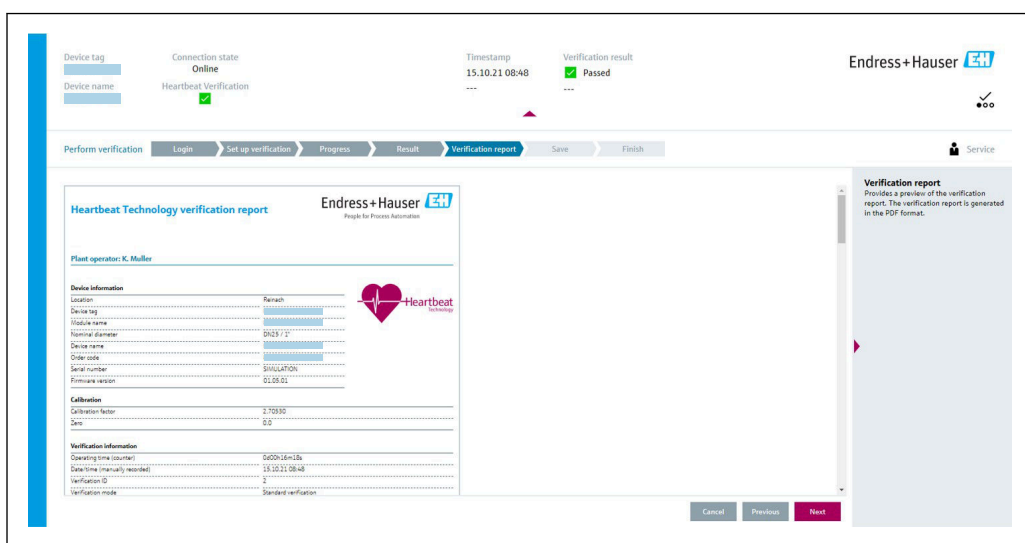 Device tag
Connection state
Online
Device name
Heartbeat Verification
Timestamp
15.10.21 08:48
---
Verification result
Passed
---
Endress+Hauser EH
Perform verification
Login
Set up verification
Progress
Result
Verification report
Save
Finish
Service
Heartbeat Technology verification report
Endress+Hauser EH
People for Process Automation
Plant operator: K. Muller
Device information
Location Reinach
Device tag
Module name
Nominal diameter DN25 / 1"
Device name
Order code
Serial number SIMULATION
Firmware version 01.05.01
Heartbeat
Technology
Calibration
Calibration factor 2.70550
Zero 0.0
Verification information
Operating time (counter) 0d00h16m18s
Date/time (manually recorded) 15.10.21 08:48
Verification ID 2
Verification mode Standard verification
Verification report
Provides a preview of the verification
report. The verification report is generated
in the PDF format.
Cancel
Previous
Next